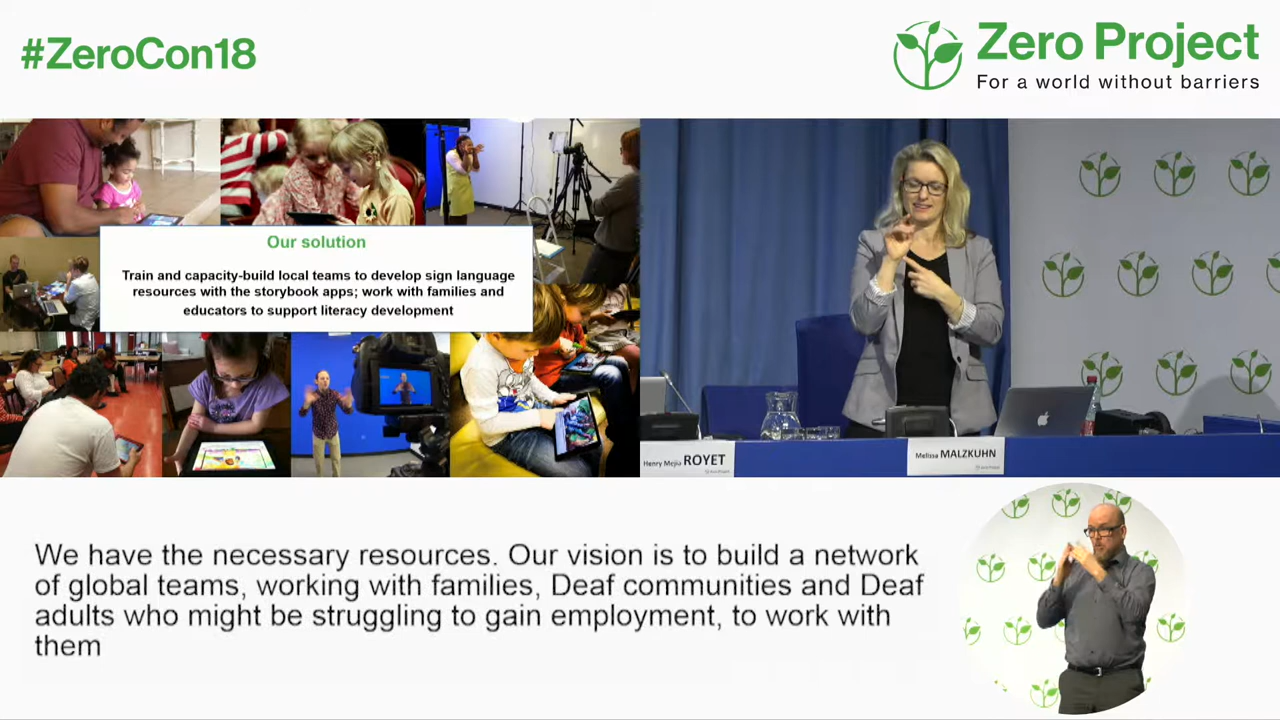 #ZeroCon18
Zero Project
For a world without barriers
Our solution
Train and capacity-build local teams to develop sign language
resources with the storybook apps; work with families and
educators to support literacy development
Henry Mejia ROYET
Melissa MALZKUHN
We have the necessary resources. Our vision is to build a network
of global teams, working with families, Deaf communities and Deaf
adults who might be struggling to gain employment, to work with
them